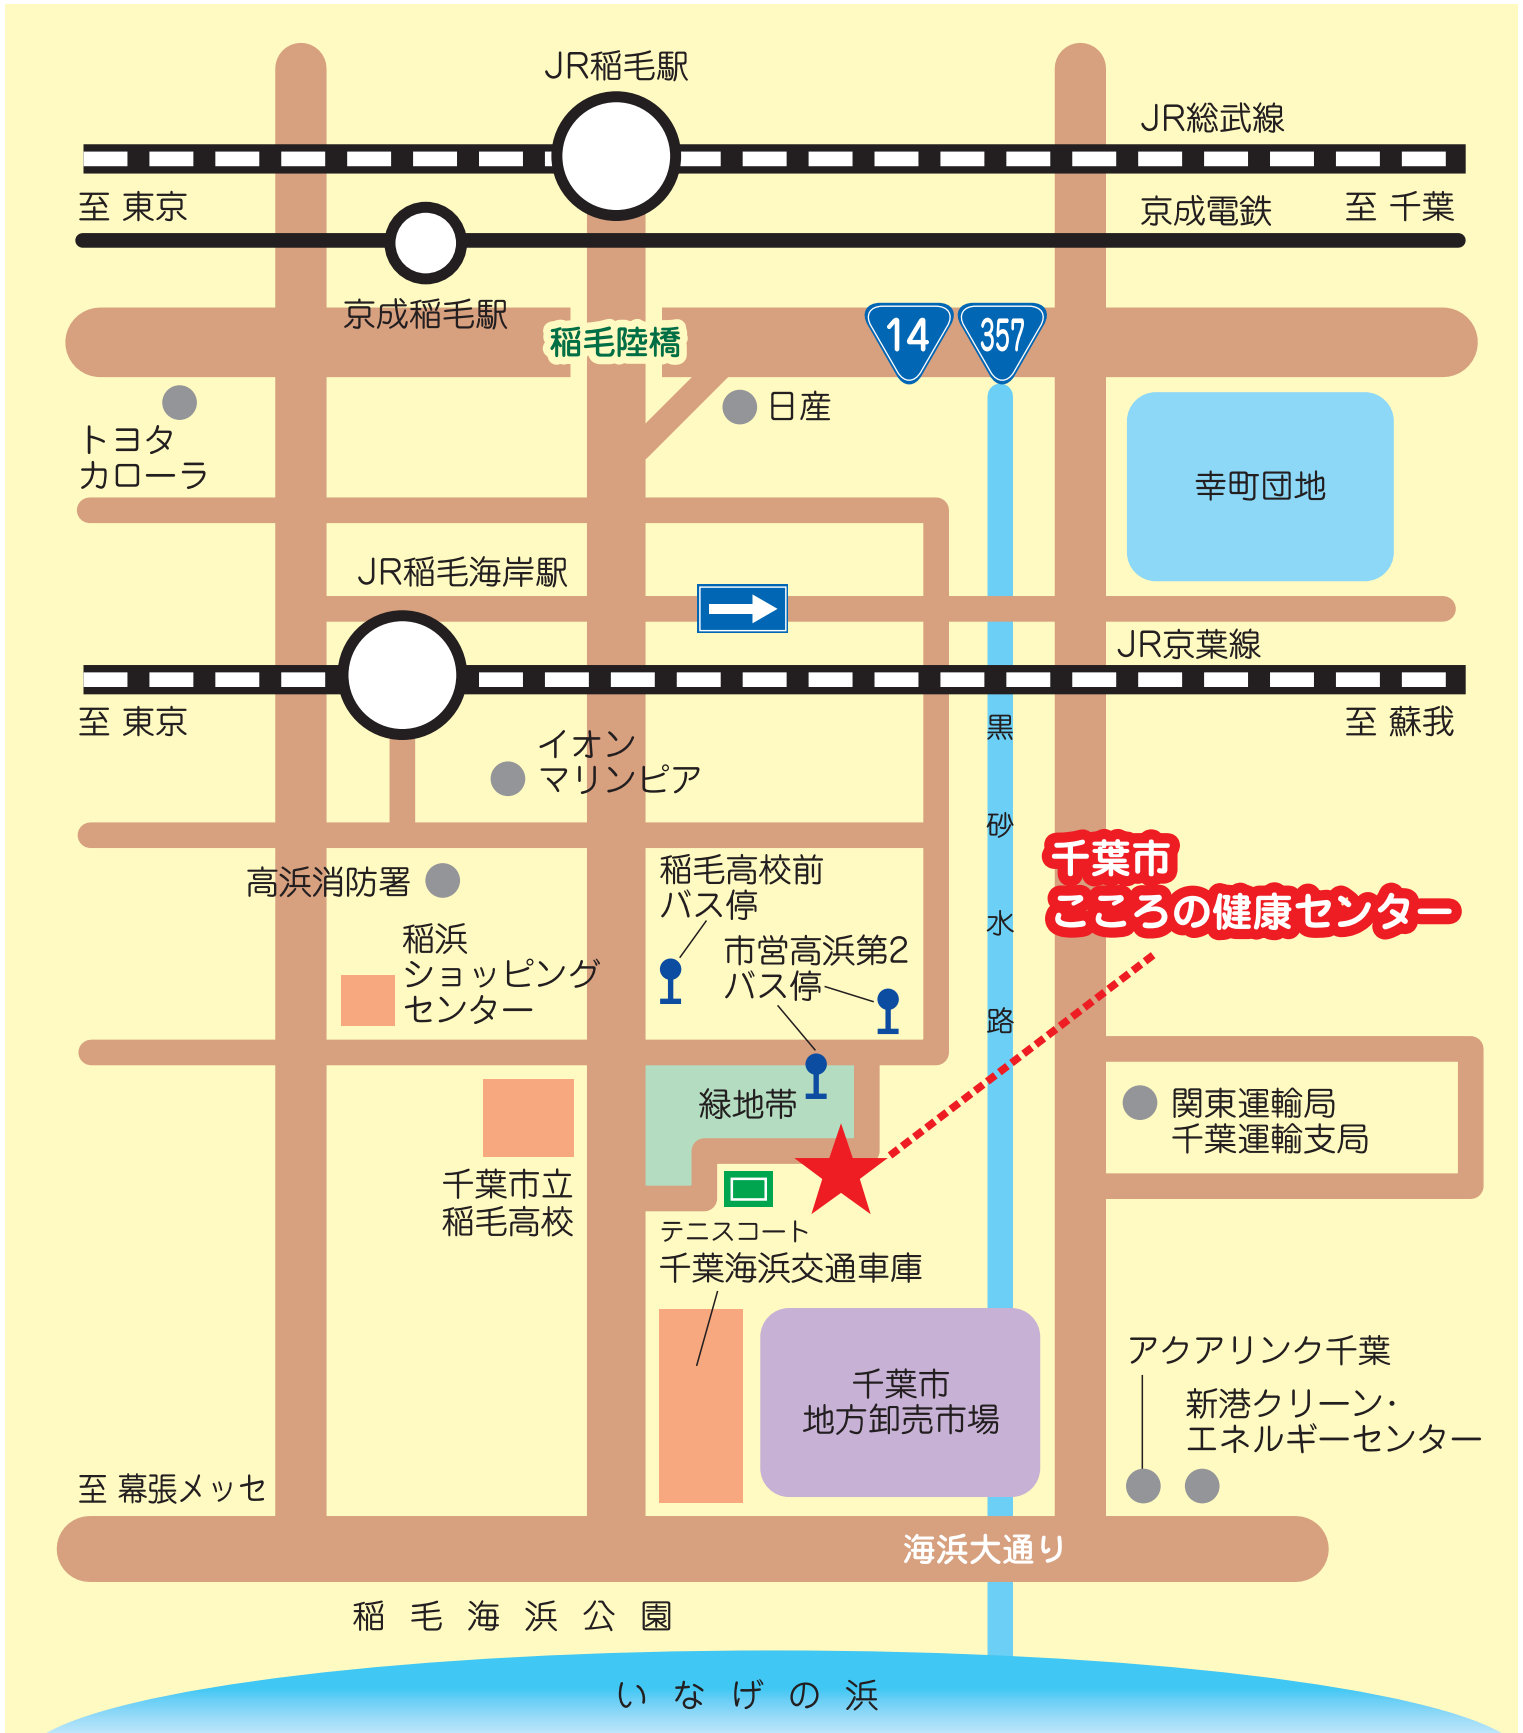 JR稲毛駅
JR総武線
至 東京
京成電鉄
至 千葉
京成稲毛駅
稲毛陸橋
14
357
日産
トヨタ
カローラ
幸町団地
JR稲毛海岸駅
JR京葉線
至 東京
至 蘇我
黒砂水路
イオン
マリンピア
千葉市
こころの健康センター
高浜消防署
稲毛高校前
バス停
稲浜
ショッピング
センター
市営高浜第2
バス停
緑地帯
関東運輸局
千葉運輸支局
千葉市立
稲毛高校
テニスコート
千葉海浜交通車庫
アクアリンク千葉
千葉市
地方卸売市場
新港クリーン・
エネルギーセンター
至 幕張メッセ
海浜大通り
稲毛海浜公園
いなげの浜